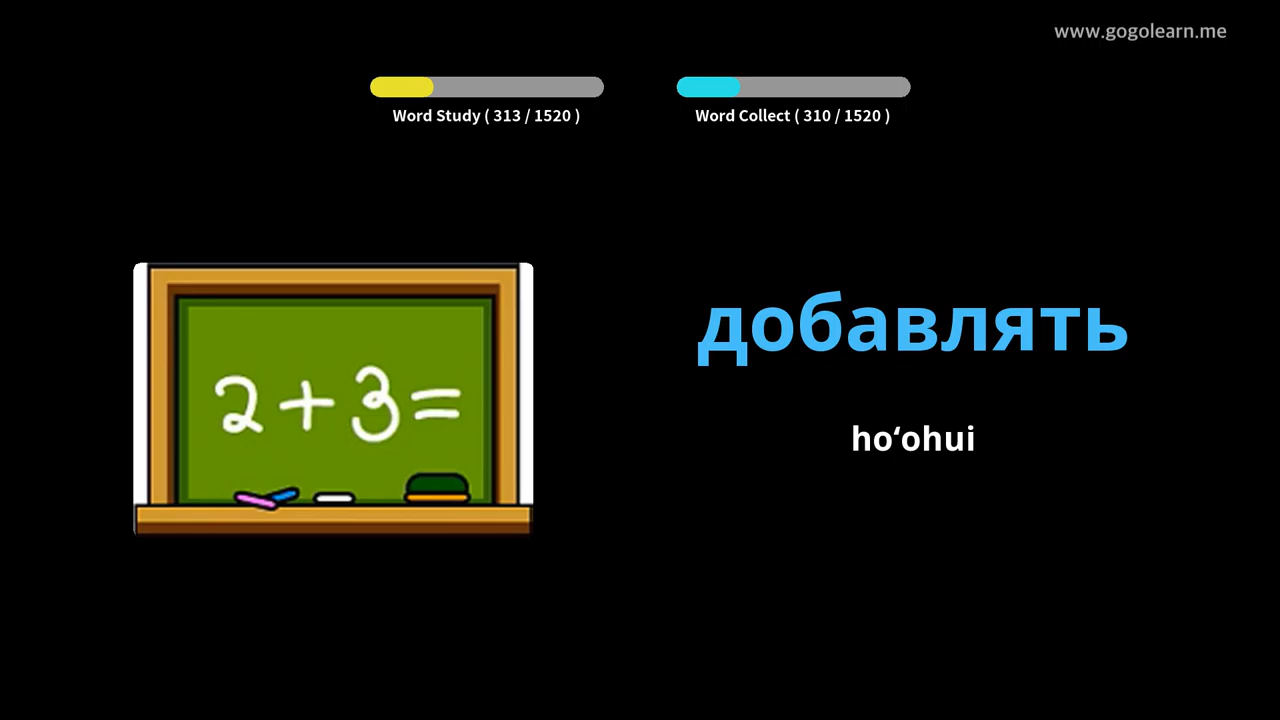 www.gogolearn.me
Word Study ( 313 / 1520 )
Word Collect ( 310 / 1520 )
2 + 3 =
добавлять
hoʻohui